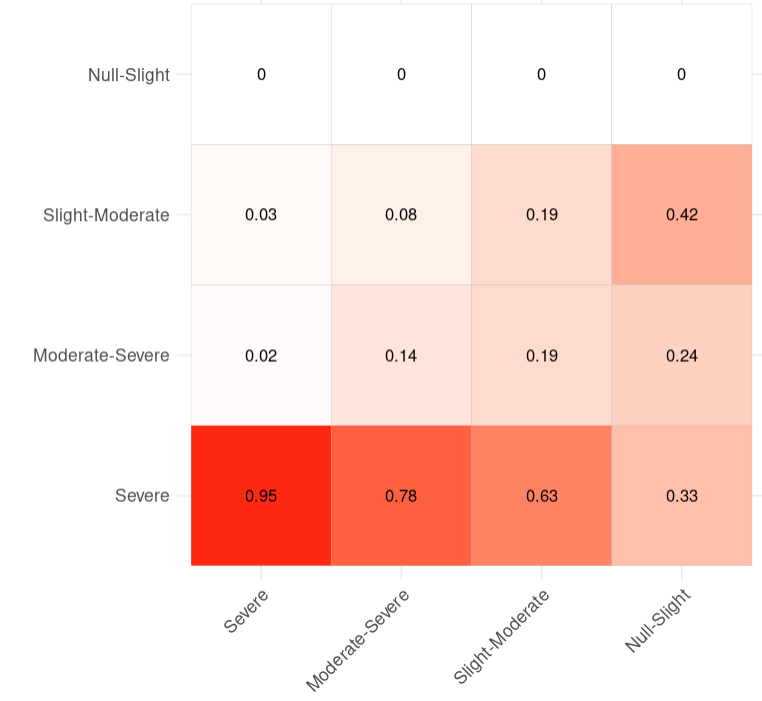 Null-Slight 0 0 0 0
Slight-Moderate 0.03 0.08 0.19 0.42
Moderate-Severe 0.02 0.14 0.19 0.24
Severe 0.95 0.78 0.63 0.33
Severe Moderate-Severe Slight-Moderate Null-Slight